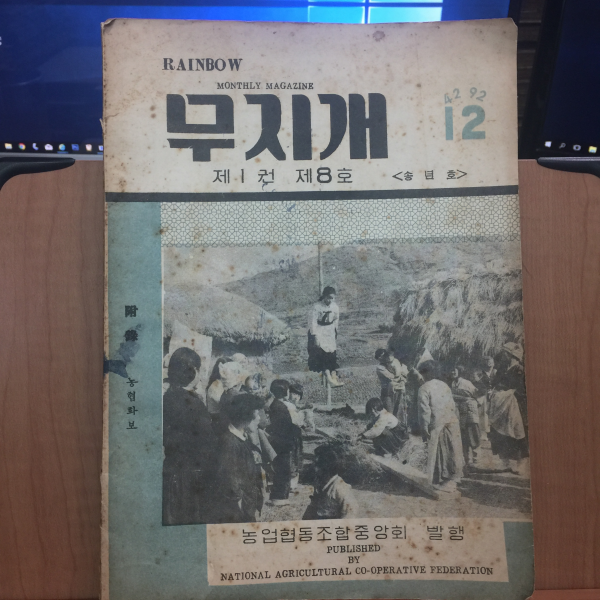 RAINBOW
MONTHLY MAGAZINE
무지개
42 92
12
제1권 제8호 <송년호>
附錄
농협화보
농업협동조합중앙회 발행
PUBLISHED
BY
NATIONAL AGRICULTURAL CO-OPERATIVE FEDERATION